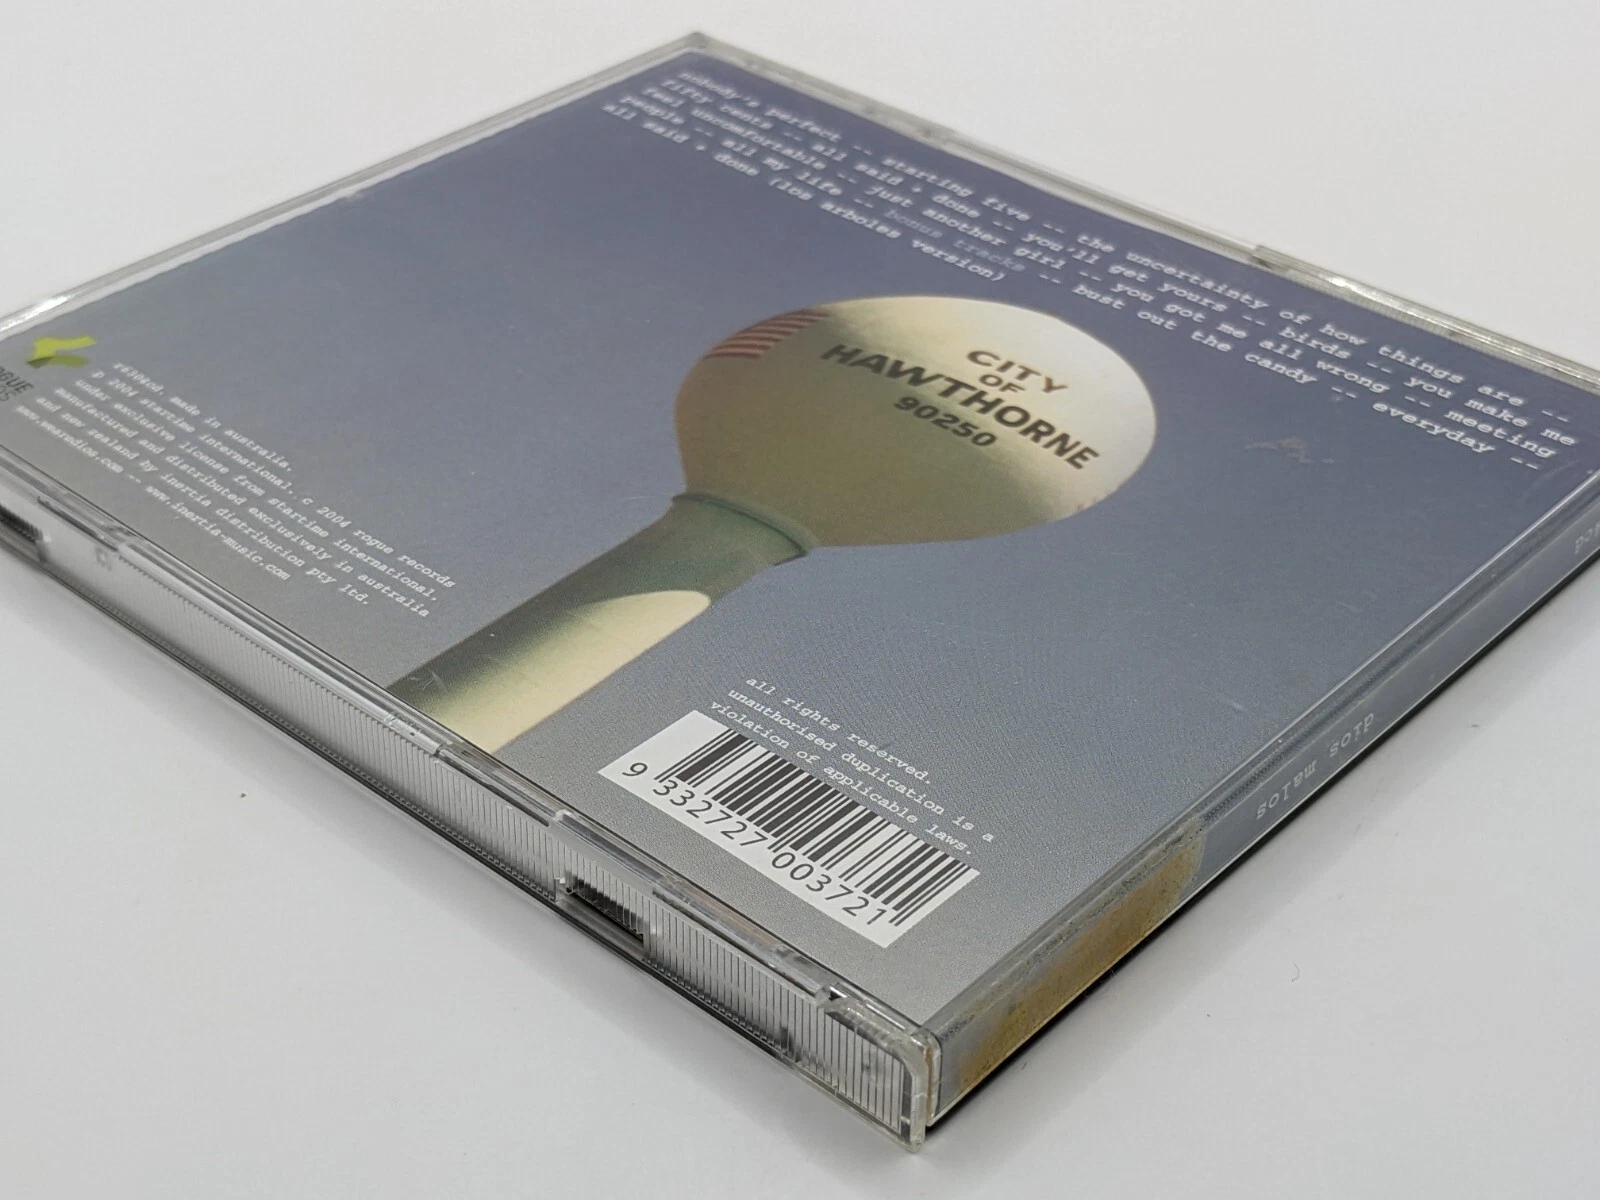 nobody's perfect -- starting five -- the uncertainty of how things are --
fifty cents -- all said + done -- you'll get yours -- birds -- you make me
feel uncomfortable -- just another girl -- you got me all wrong -- meeting
people -- all my life -- bonus tracks -- bust out the candy -- everyday --
all said + done (los arboles version)
CITY
OF
HAWTHORNE
90250
made in australia.
p 2004 startime international. c 2004 rogue records
under exclusive license from startime international.
manufactured and distributed exclusively in australia
and new zealand by inertia distribution pty ltd.
www.wearedios.com -- www.inertia-music.com
all rights reserved.
unauthorised duplication is a
violation of applicable laws.
9 332727 003721
dios malos